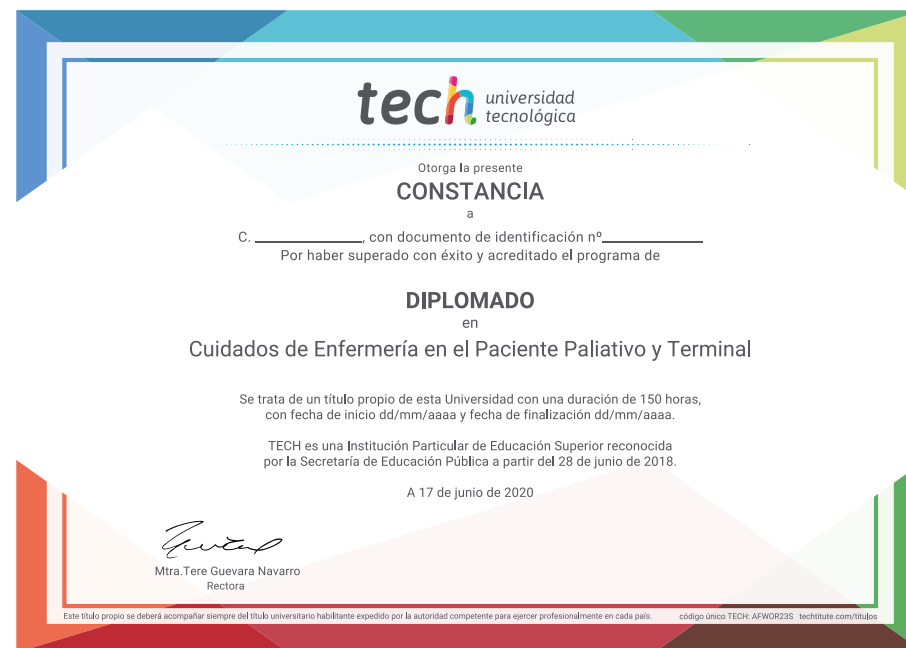 tech universidad
tecnológica
Otorga la presente
CONSTANCIA
a
C. ____________, con documento de identificación nº____________
Por haber superado con éxito y acreditado el programa de
DIPLOMADO
en
Cuidados de Enfermería en el Paciente Paliativo y Terminal
Se trata de un título propio de esta Universidad con una duración de 150 horas,
con fecha de inicio dd/mm/aaaa y fecha de finalización dd/mm/aaaa.
TECH es una Institución Particular de Educación Superior reconocida
por la Secretaría de Educación Pública a partir del 28 de junio de 2018.
A 17 de junio de 2020
Mtra.Tere Guevara Navarro
Rectora
Este título propio se deberá acompañar siempre del título universitario habilitante expedido por la autoridad competente para ejercer profesionalmente en cada país. código único TECH: AFWOR23S techtitute.com/titulos